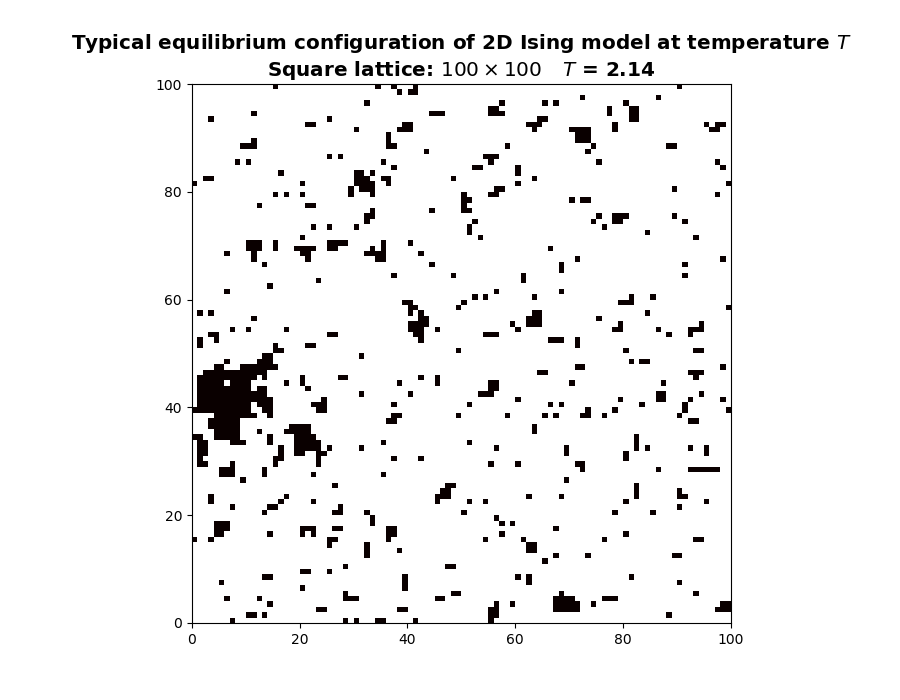 Typical equilibrium configuration of 2D Ising model at temperature T
Square lattice: 100 × 100 T = 2.14
100
80
60
40
20
0
0 20 40 60 80 100